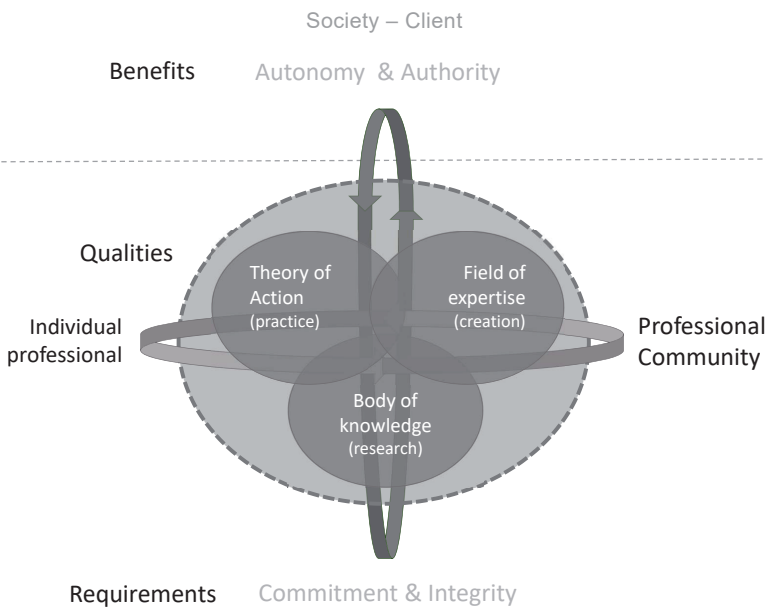 Society – Client
Benefits
Autonomy & Authority
Qualities
Theory of
Action
(practice)
Field of
expertise
(creation)
Individual
professional
Professional
Community
Body of
knowledge
(research)
Requirements
Commitment & Integrity